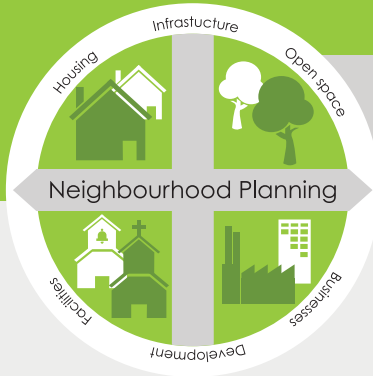 Infrastucture
Housing
Open space
Neighbourhood Planning
Facilities
Businesses
Development